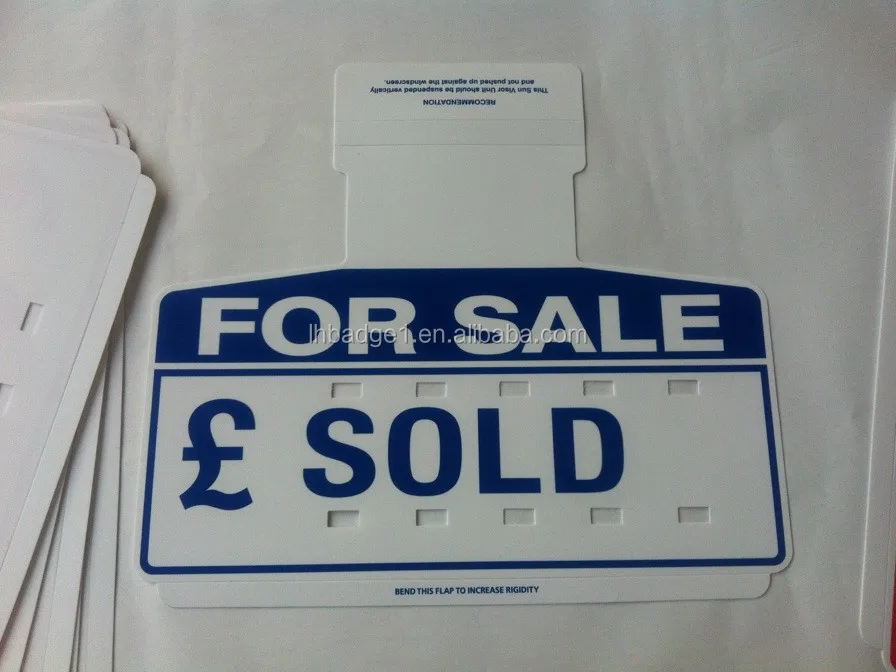 RECOMMENDATION
This Sun Visor Unit should be suspended vertically
and not pushed up against the windscreen.
FOR SALE
lhbadge1.en.alibaba.com
£ SOLD
BEND THIS FLAP TO INCREASE RIGIDITY